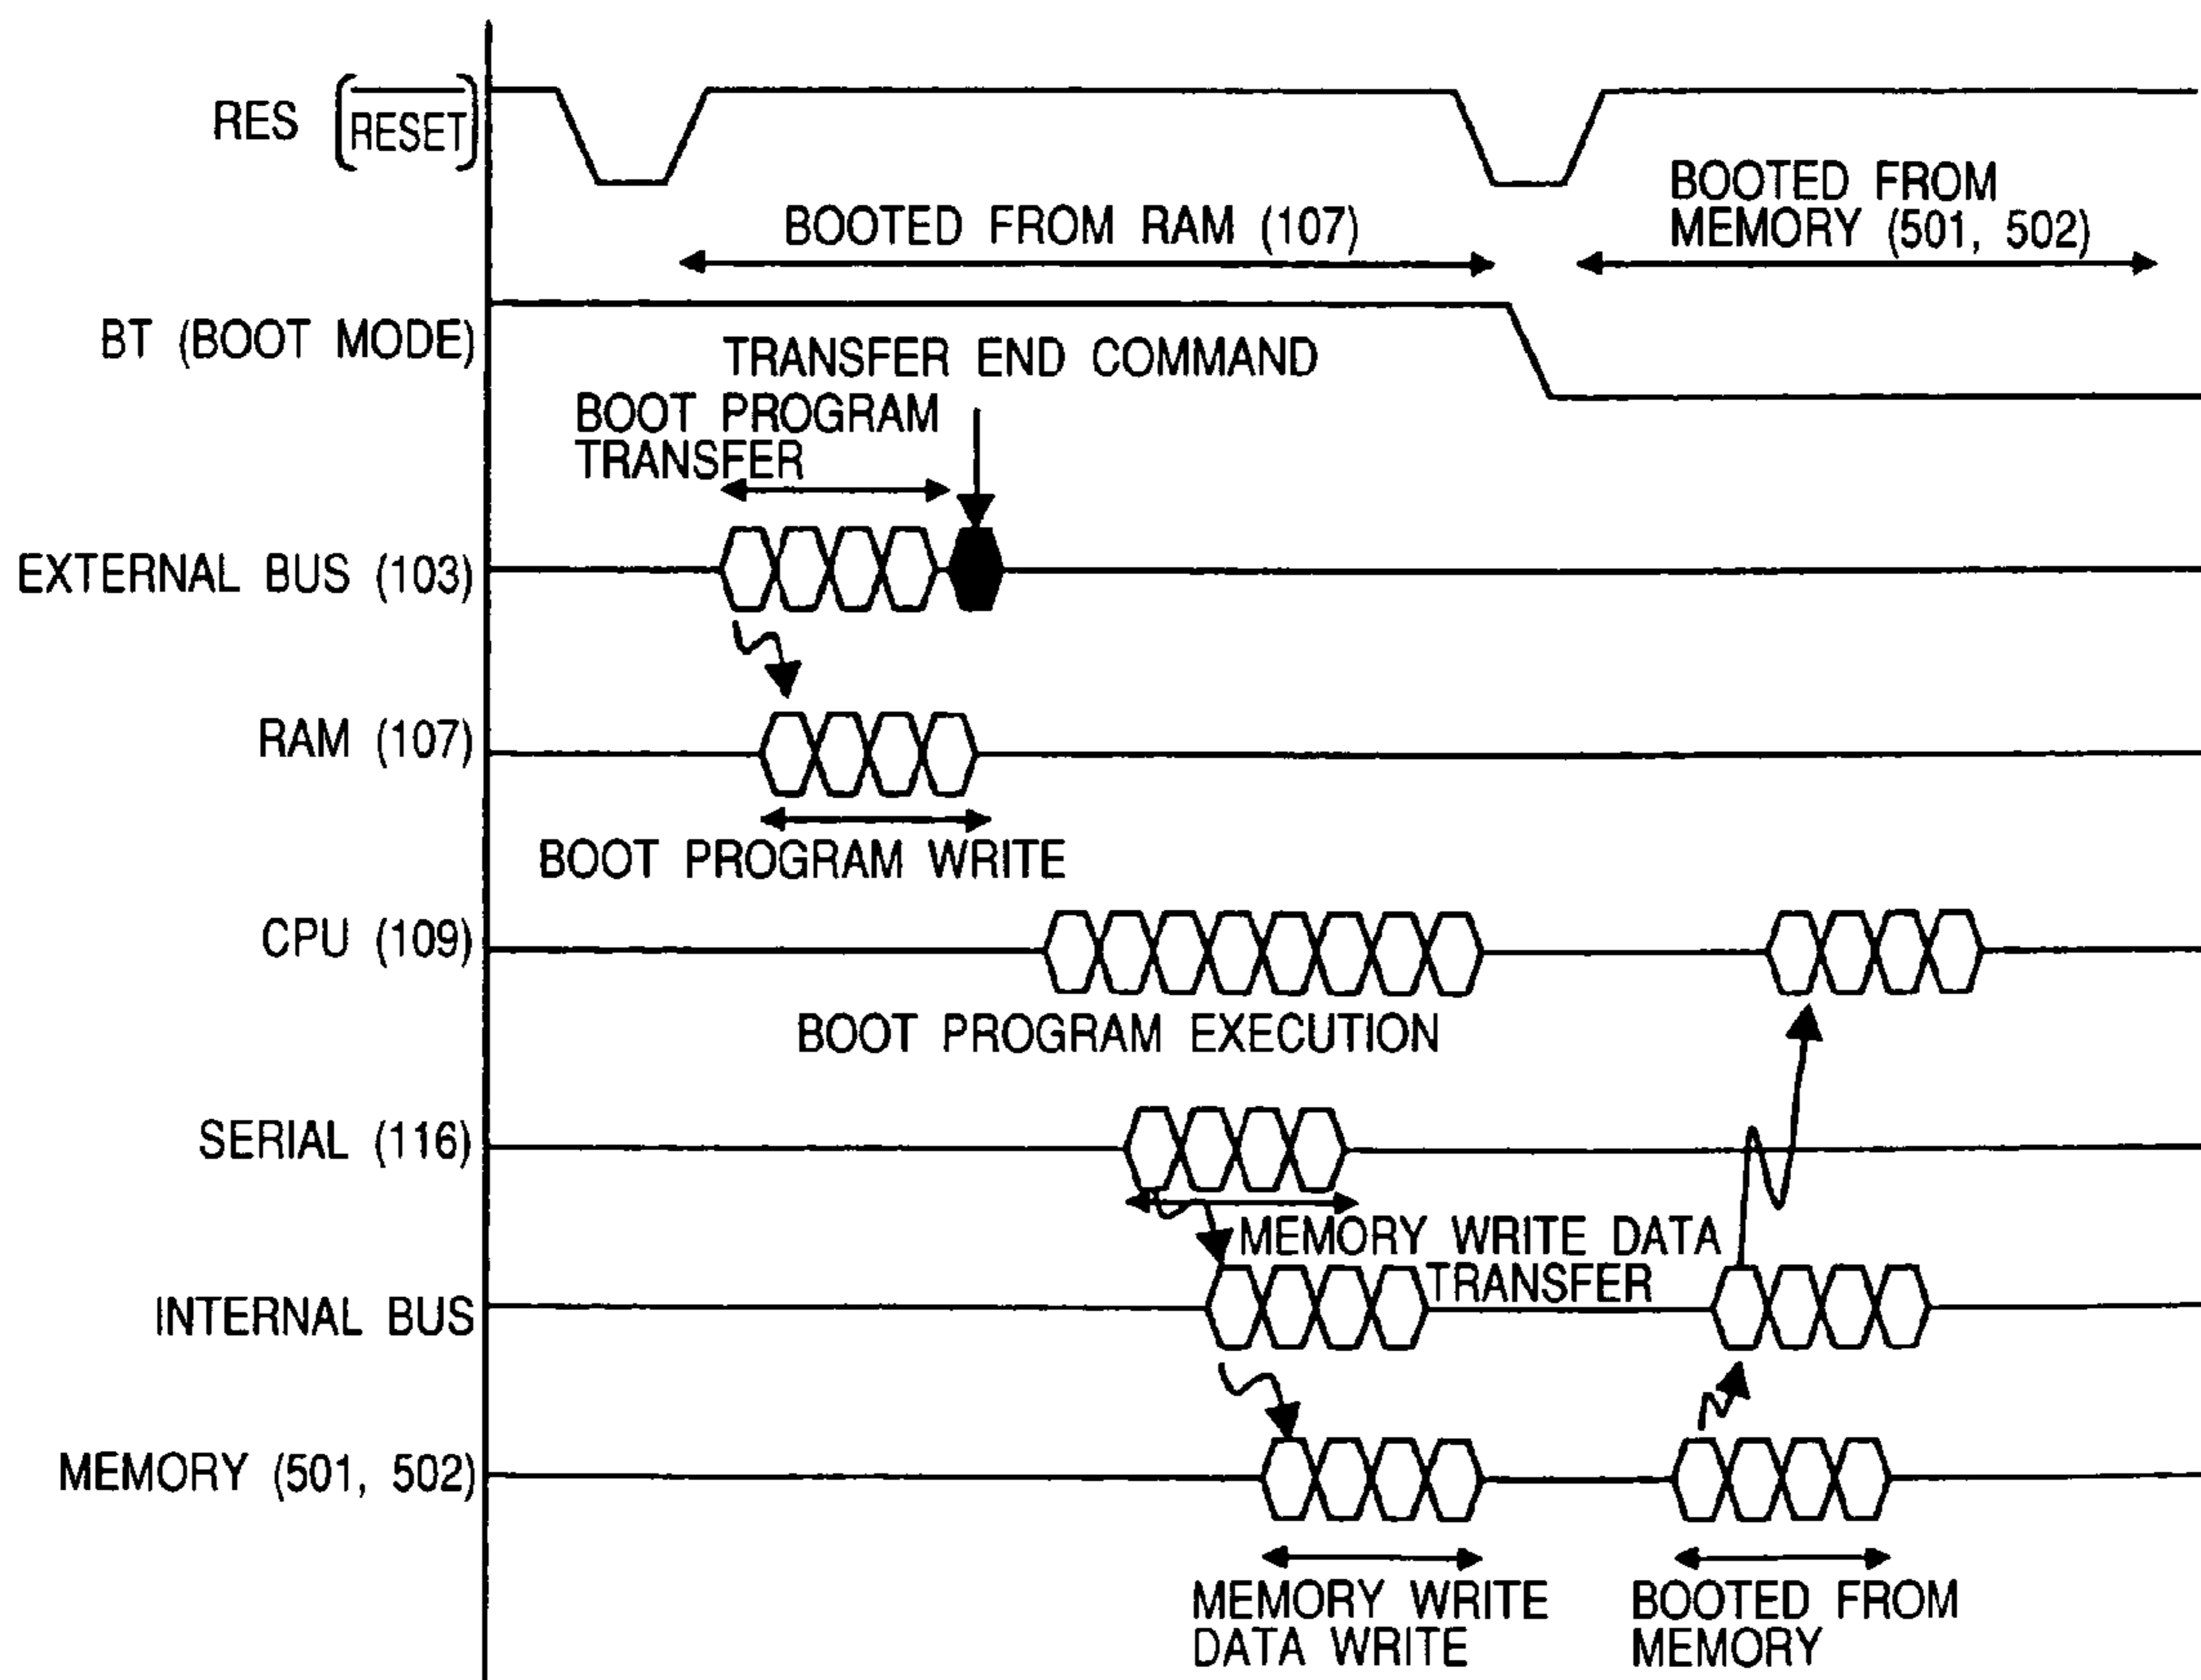 RES (RESET)
BOOTED FROM RAM (107)
BOOTED FROM
MEMORY (501, 502)
BT (BOOT MODE)
TRANSFER END COMMAND
BOOT PROGRAM
TRANSFER
EXTERNAL BUS (103)
RAM (107)
BOOT PROGRAM WRITE
CPU (109)
BOOT PROGRAM EXECUTION
SERIAL (116)
MEMORY WRITE DATA
TRANSFER
INTERNAL BUS
MEMORY (501, 502)
MEMORY WRITE
DATA WRITE
BOOTED FROM
MEMORY